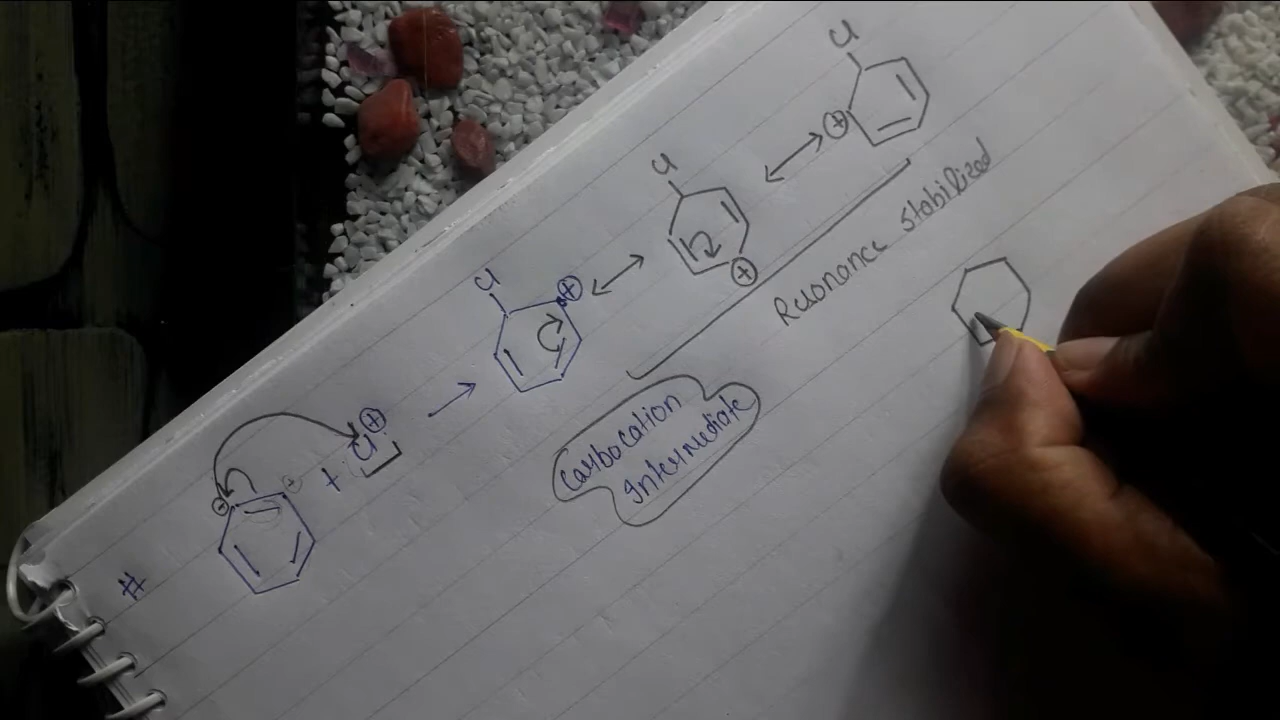 #
⊖
+
+
Cl⊕
Cl
⊕
Cl
⊕
Cl
⊕
Resonance stabilized
Carbocation
Intermediate